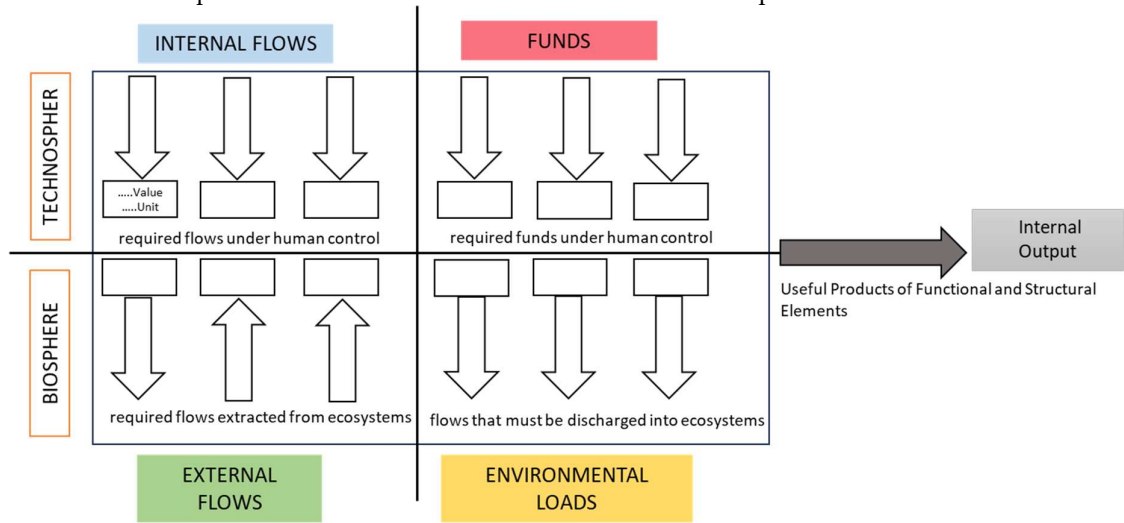 INTERNAL FLOWS
FUNDS
TECHNOSPHER
.....Value
.....Unit
required flows under human control
required funds under human control
Internal
Output
Useful Products of Functional and Structural
Elements
BIOSPHERE
required flows extracted from ecosystems
flows that must be discharged into ecosystems
EXTERNAL
FLOWS
ENVIRONMENTAL
LOADS